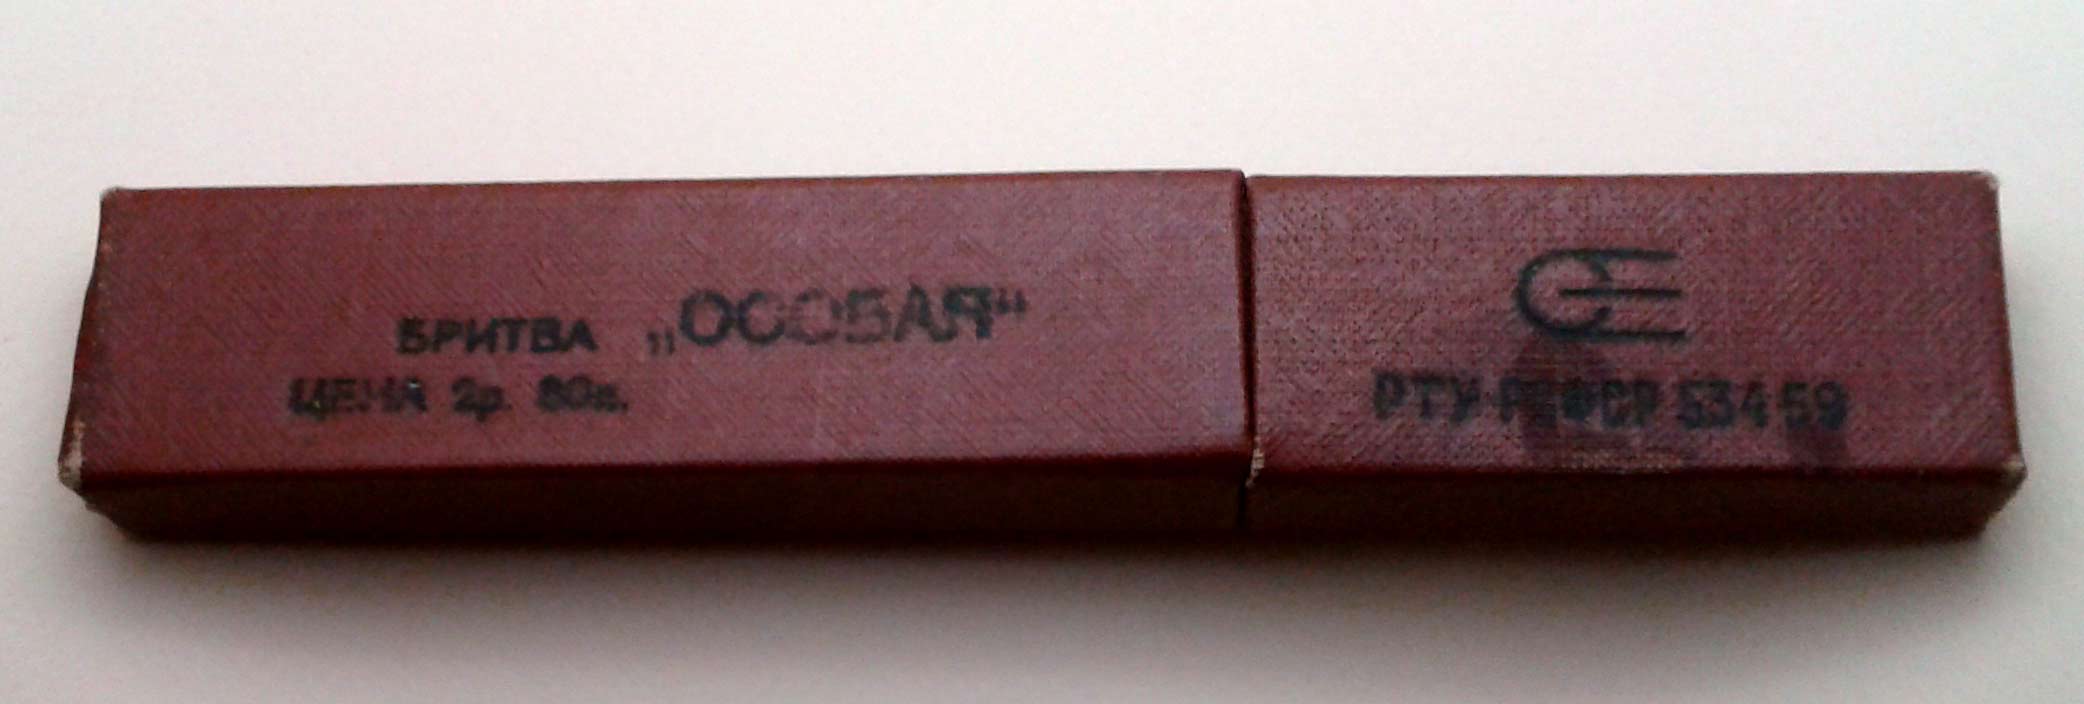 БРИТВА „ОСОБАЯ“
ЦЕНА 2р. 80к.
РТУ РСФСР 534 59